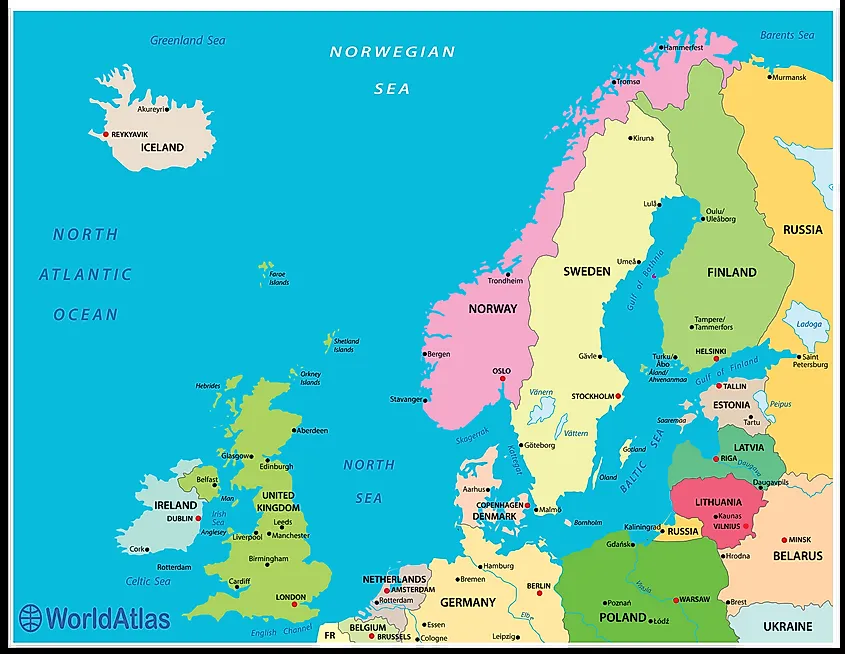 Greenland Sea
NORWEGIAN
SEA
Barents Sea
Hammerfest
Tromsø
Murmansk
Akureyri
REYKYAVIK
ICELAND
Kiruna
Lulå
Oulu/
Uleåborg
NORTH
ATLANTIC
OCEAN
RUSSIA
Faroe
Islands
Umeå
Gulf of Bothnia
SWEDEN
FINLAND
Trondheim
NORWAY
Tampere/
Tammerfors
Ladoga
Shetland
Islands
Bergen
Gävle
Turku/
Åbo
HELSINKI
Gulf of Finland
Saint
Petersburg
Orkney
Islands
OSLO
Åland/
Ahvenanmaa
TALLIN
Hebrides
Stavanger
STOCKHOLM
Vänern
Vättern
ESTONIA
Peipus
Saaremaa
Tartu
Aberdeen
Skagerrak
Kattegat
Göteborg
Gotland
BALTIC SEA
LATVIA
RIGA
Daugava
Daugavpils
Glasgow
Edinburgh
NORTH
SEA
Öland
Belfast
Man
IRELAND
DUBLIN
Irish
Sea
Anglesey
UNITED
KINGDOM
Leeds
Liverpool
Manchester
Aarhus
COPENHAGEN
DENMARK
Malmö
Bornholm
LITHUANIA
Kaunas
VILNIUS
Kaliningrad
RUSSIA
MINSK
BELARUS
Cork
Rotterdam
Birmingham
Gdańsk
Hrodna
Celtic Sea
Cardiff
LONDON
NETHERLANDS
AMSTERDAM
Rotterdam
Hamburg
Bremen
BERLIN
Elbe
GERMANY
Visula
Poznań
WARSAW
Brest
POLAND
Łódź
UKRAINE
WorldAtlas
English Channel
FR
BELGIUM
BRUSSELS
Essen
Cologne
Leipzig